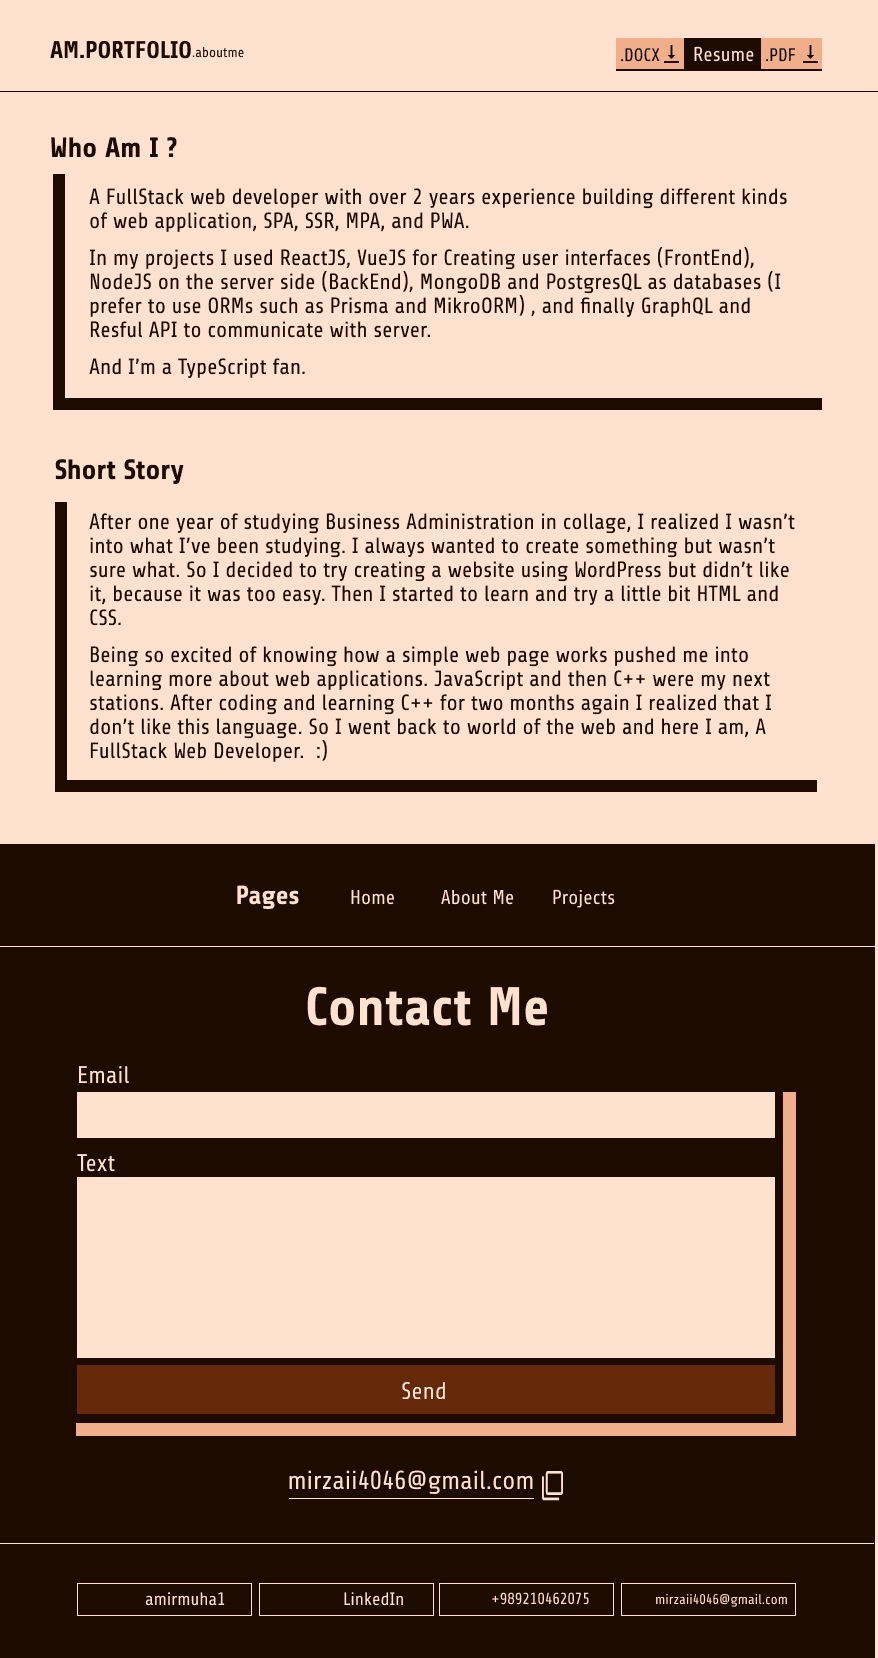 AM.PORTFOLIO.aboutme
.DOCX Resume .PDF
Who Am I ?
A FullStack web developer with over 2 years experience building different kinds
of web application, SPA, SSR, MPA, and PWA.
In my projects I used ReactJS, VueJS for Creating user interfaces (FrontEnd),
NodeJS on the server side (BackEnd), MongoDB and PostgresQL as databases (I
prefer to use ORMs such as Prisma and MikroORM) , and finally GraphQL and
Resful API to communicate with server.
And I’m a TypeScript fan.
Short Story
After one year of studying Business Administration in collage, I realized I wasn’t
into what I’ve been studying. I always wanted to create something but wasn’t
sure what. So I decided to try creating a website using WordPress but didn’t like
it, because it was too easy. Then I started to learn and try a little bit HTML and
CSS.
Being so excited of knowing how a simple web page works pushed me into
learning more about web applications. JavaScript and then C++ were my next
stations. After coding and learning C++ for two months again I realized that I
don’t like this language. So I went back to world of the web and here I am, A
FullStack Web Developer.  :)
Pages Home About Me Projects
Contact Me
Email
Text
Send
mirzaii4046@gmail.com
amirmuha1 LinkedIn +989210462075 mirzaii4046@gmail.com